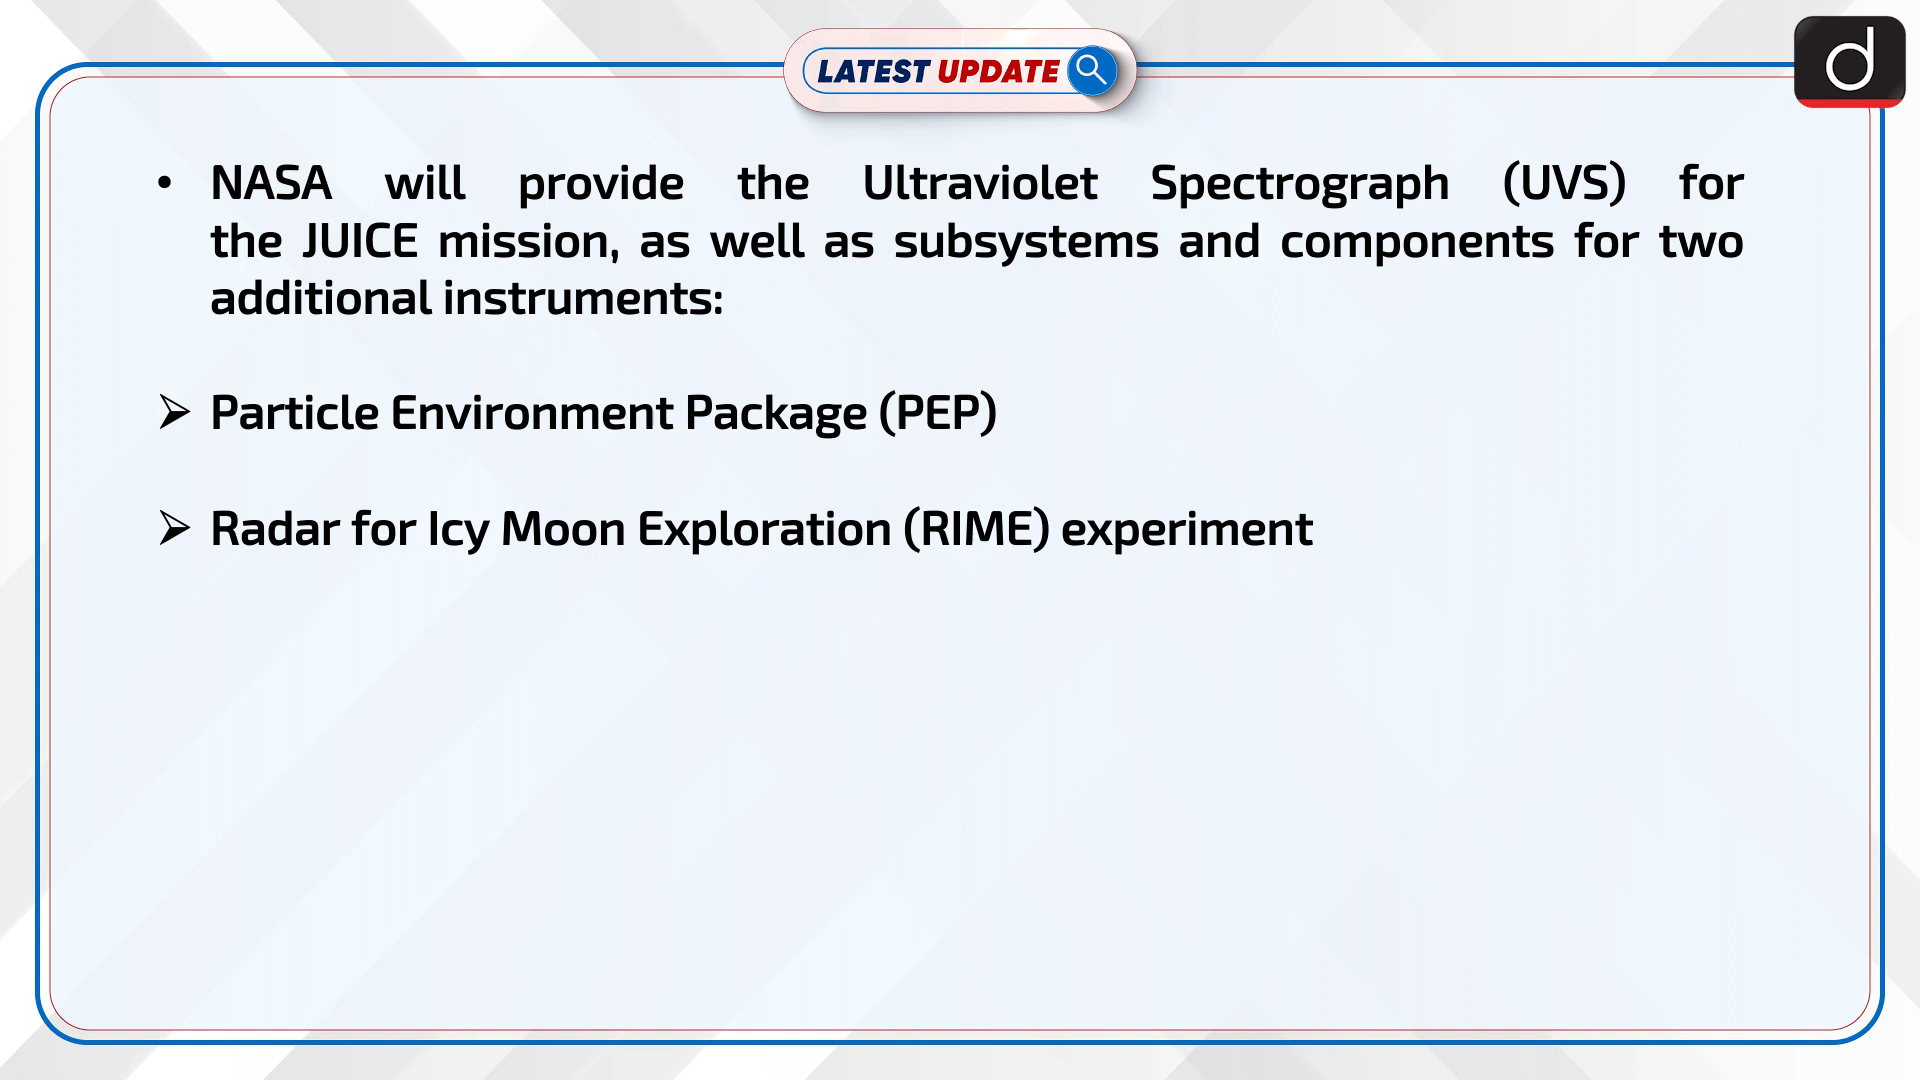 LATEST UPDATE
d
• NASA will provide the Ultraviolet Spectrograph (UVS) for
the JUICE mission, as well as subsystems and components for two
additional instruments:
➢ Particle Environment Package (PEP)
➢ Radar for Icy Moon Exploration (RIME) experiment